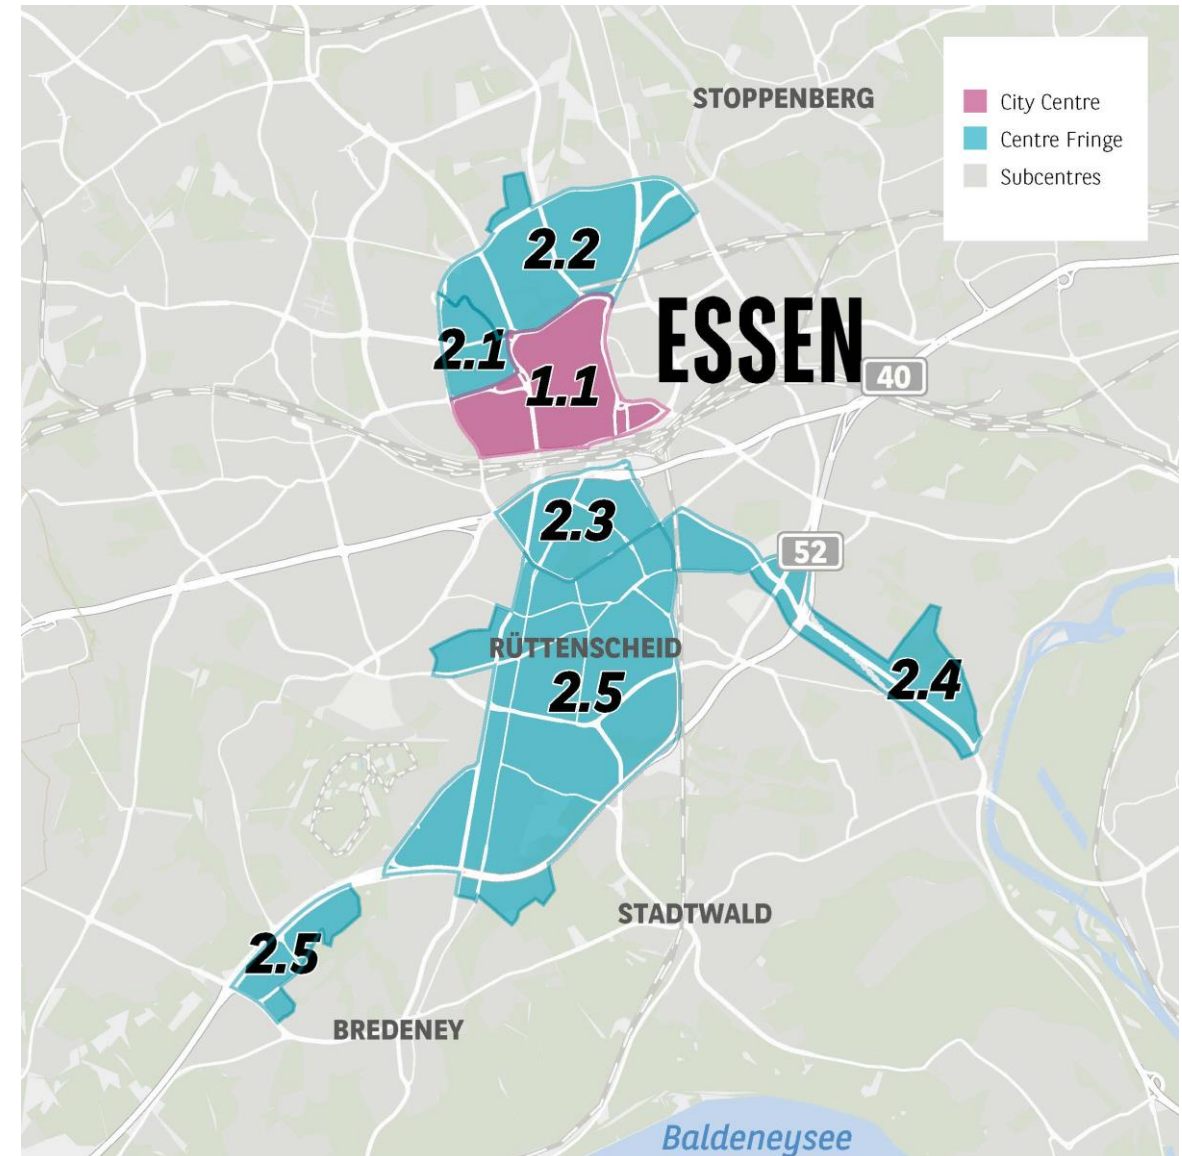 STOPPENBERG
City Centre
Centre Fringe
Subcentres
2.2
ESSEN
2.1
1.1
40
2.3
52
RÜTTENSCHEID
2.5
2.4
STADTWALD
2.5
BREDENEY
Baldeneysee